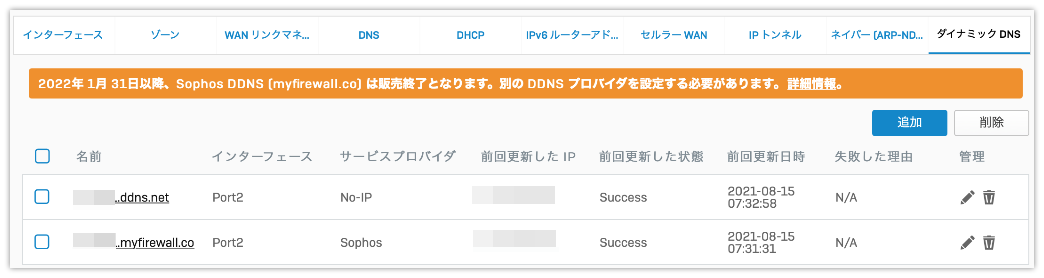 インターフェース ゾーン WAN リンクマネ... DNS DHCP IPv6 ルーターアド... セルラー WAN IP トンネル ネイバー (ARP-ND... ダイナミック DNS
2022年 1月 31日以降、Sophos DDNS (myfirewall.co) は販売終了となります。別の DDNS プロバイダを設定する必要があります。詳細情報。
追加 削除
名前 インターフェース サービスプロバイダ 前回更新した IP 前回更新した状態 前回更新日時 失敗した理由 管理
..ddns.net Port2 No-IP Success 2021-08-15 N/A
07:32:58
..myfirewall.co Port2 Sophos Success 2021-08-15 N/A
07:31:31